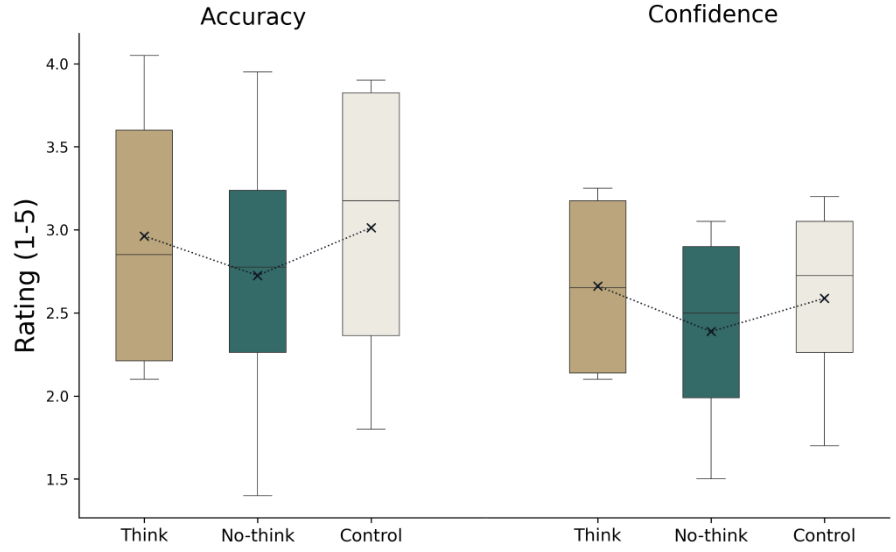 Accuracy
Confidence
Rating (1-5)
4.0
3.5
3.0
2.5
2.0
1.5
Think
No-think
Control
Think
No-think
Control